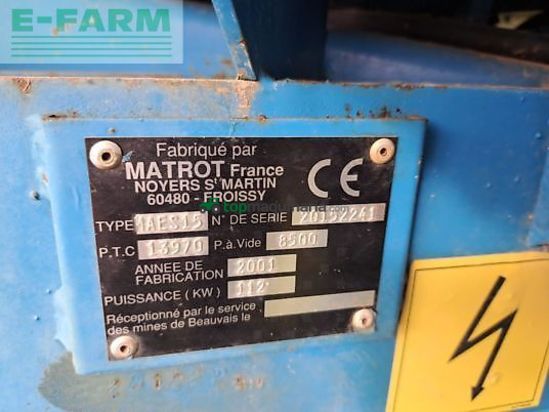 E-FARM
Fabriqué par
MATROT France
NOYERS ST MARTIN
60480 - FROISSY
CE
TYPE MAES15 N° DE SERIE 20152241
P.T.C 13970 P.à.Vide 8500
ANNEE DE
FABRICATION 2001
PUISSANCE (KW) 112
Réceptionné par le service
des mines de Beauvais le